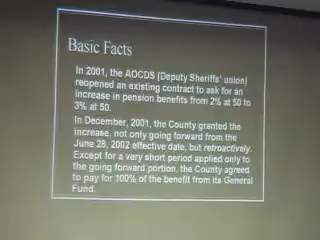 Basic Facts
In 2001, the AOCDS (Deputy Sheriffs' union)
reopened an existing contract to ask for an
increase in pension benefits from 2% at 50 to
3% at 50.
In December, 2001, the County granted the
increase, not only going forward from the
June 28, 2002 effective date, but retroactively.
Except for a very short period applied only to
the going forward portion, the County agreed
to pay for 100% of the benefit from its General
Fund.